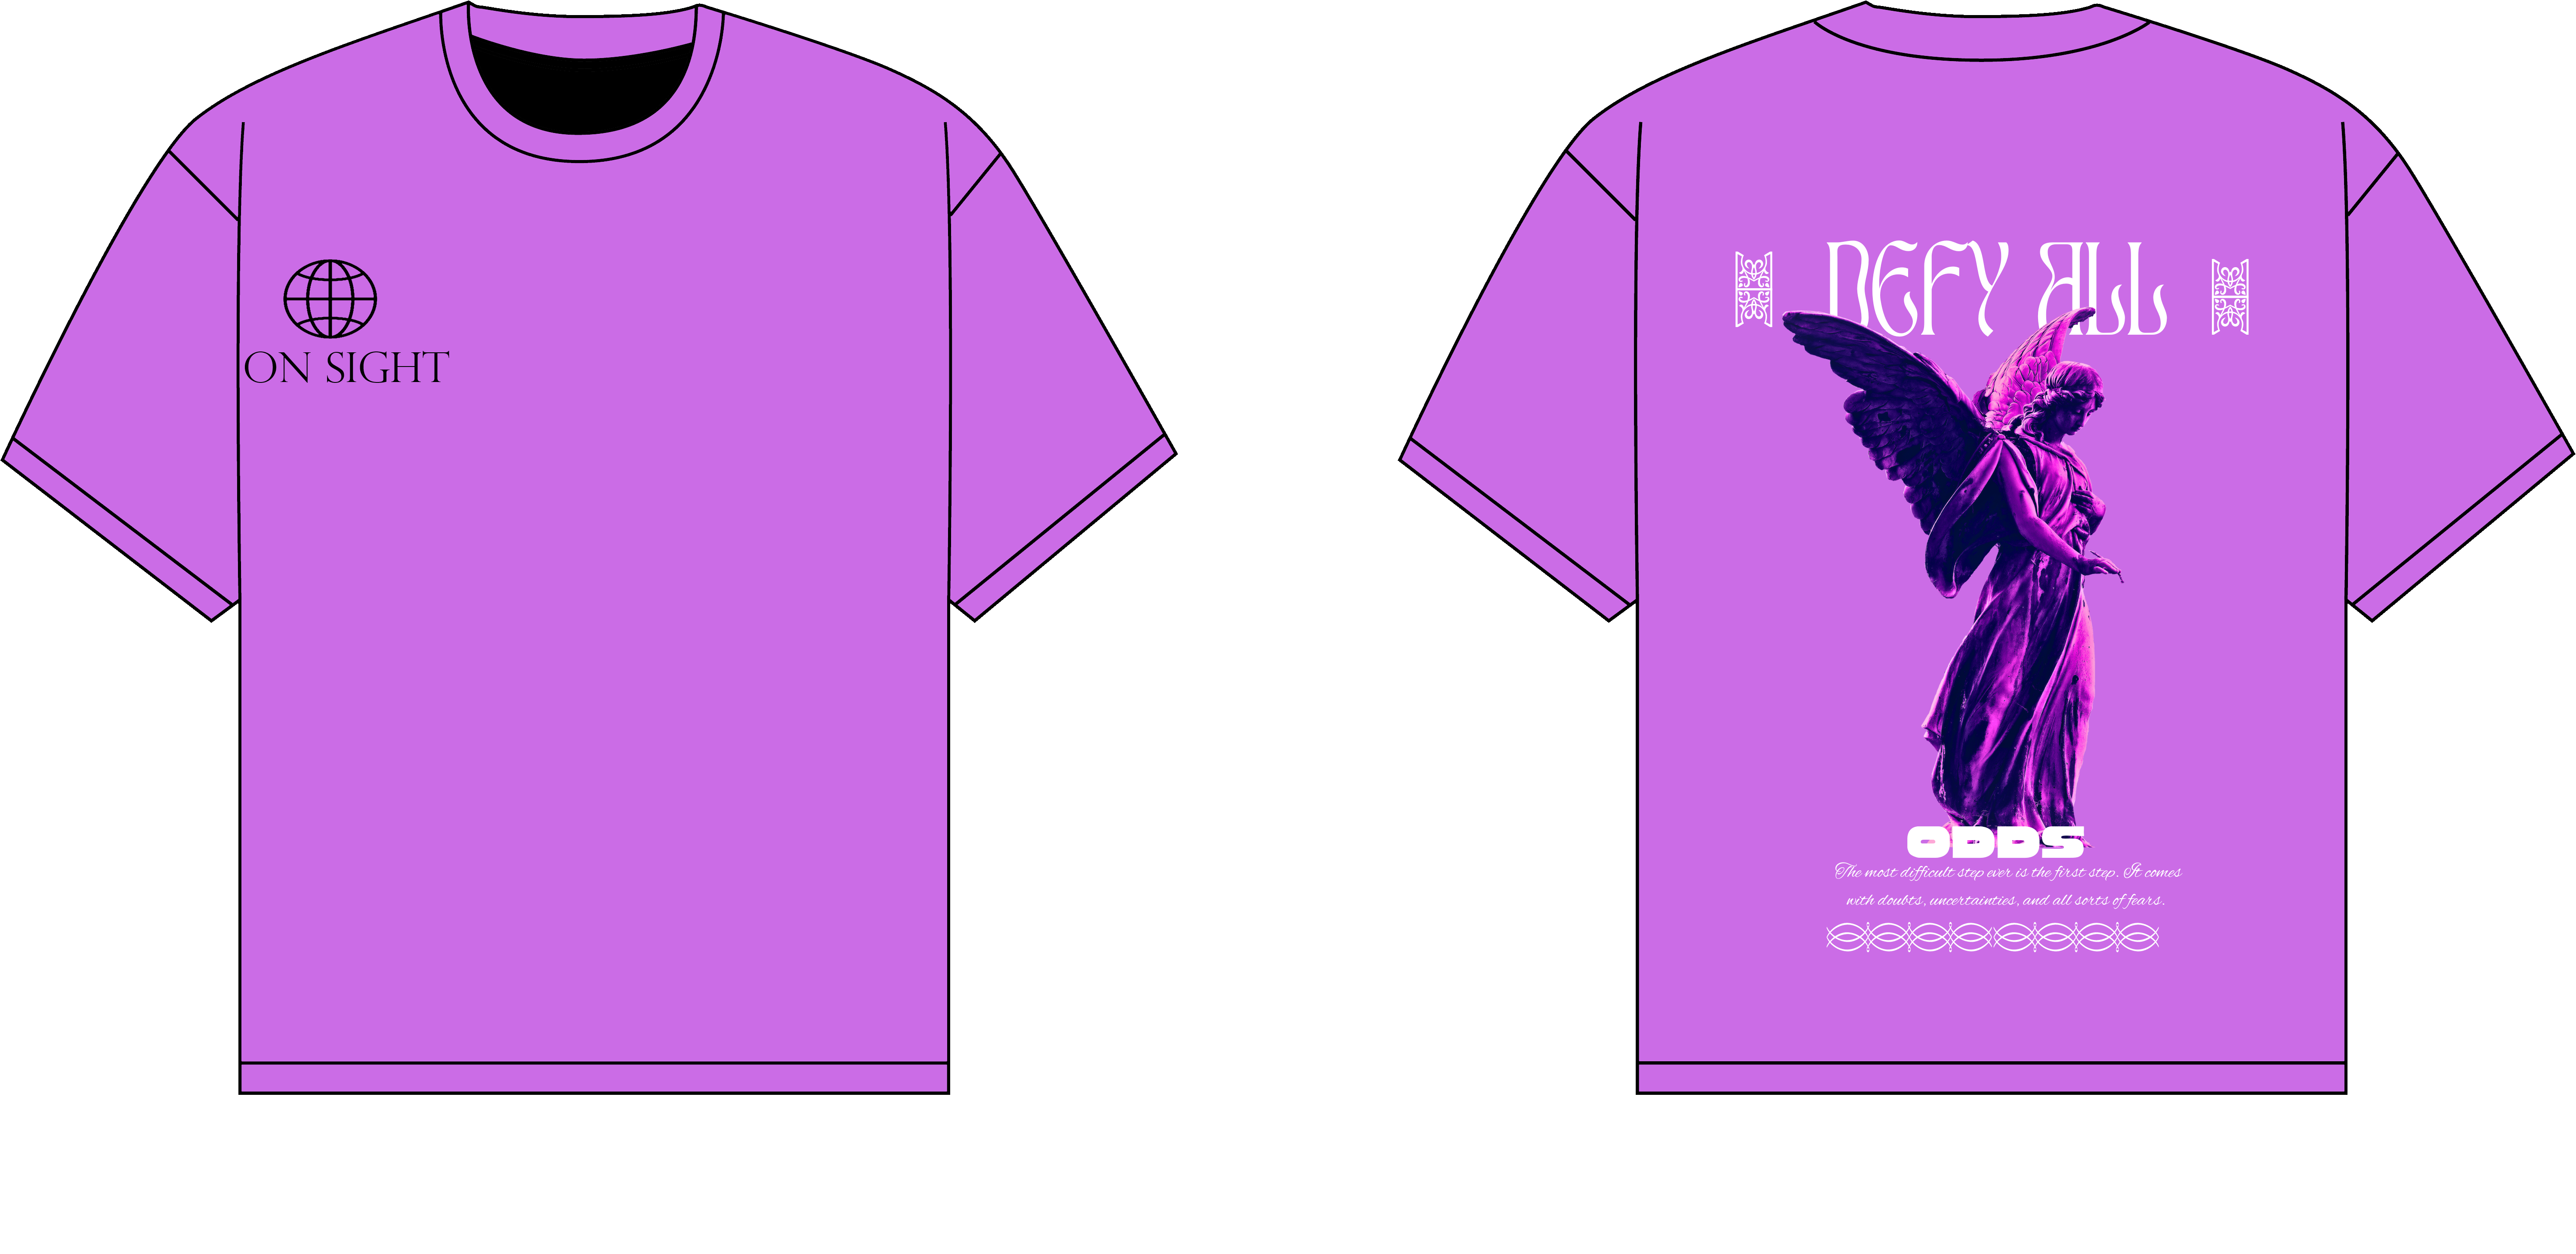 ON SIGHT
DEFY ALL
ODDS
The most difficult step ever is the first step. It comes
with doubts, uncertainties, and all sorts of fears.